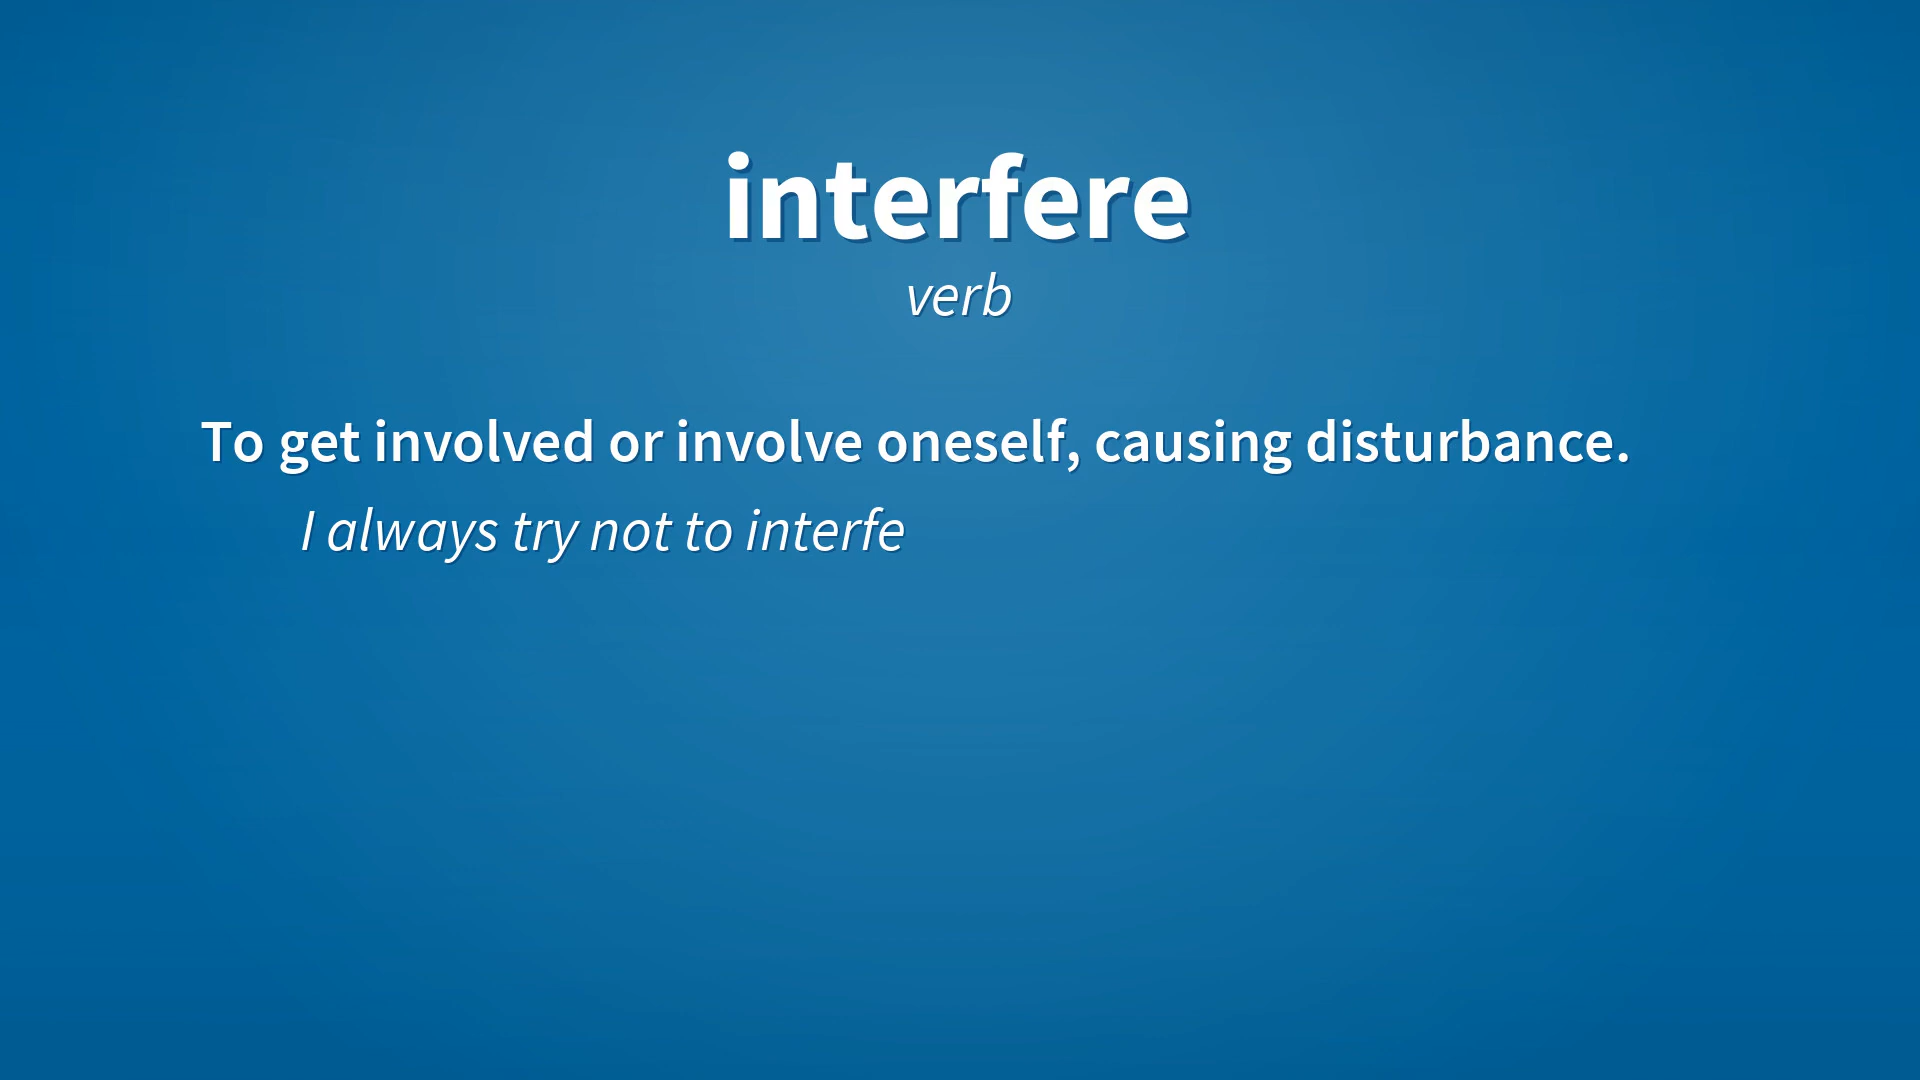 interfere
verb
To get involved or involve oneself, causing disturbance.
I always try not to interfe